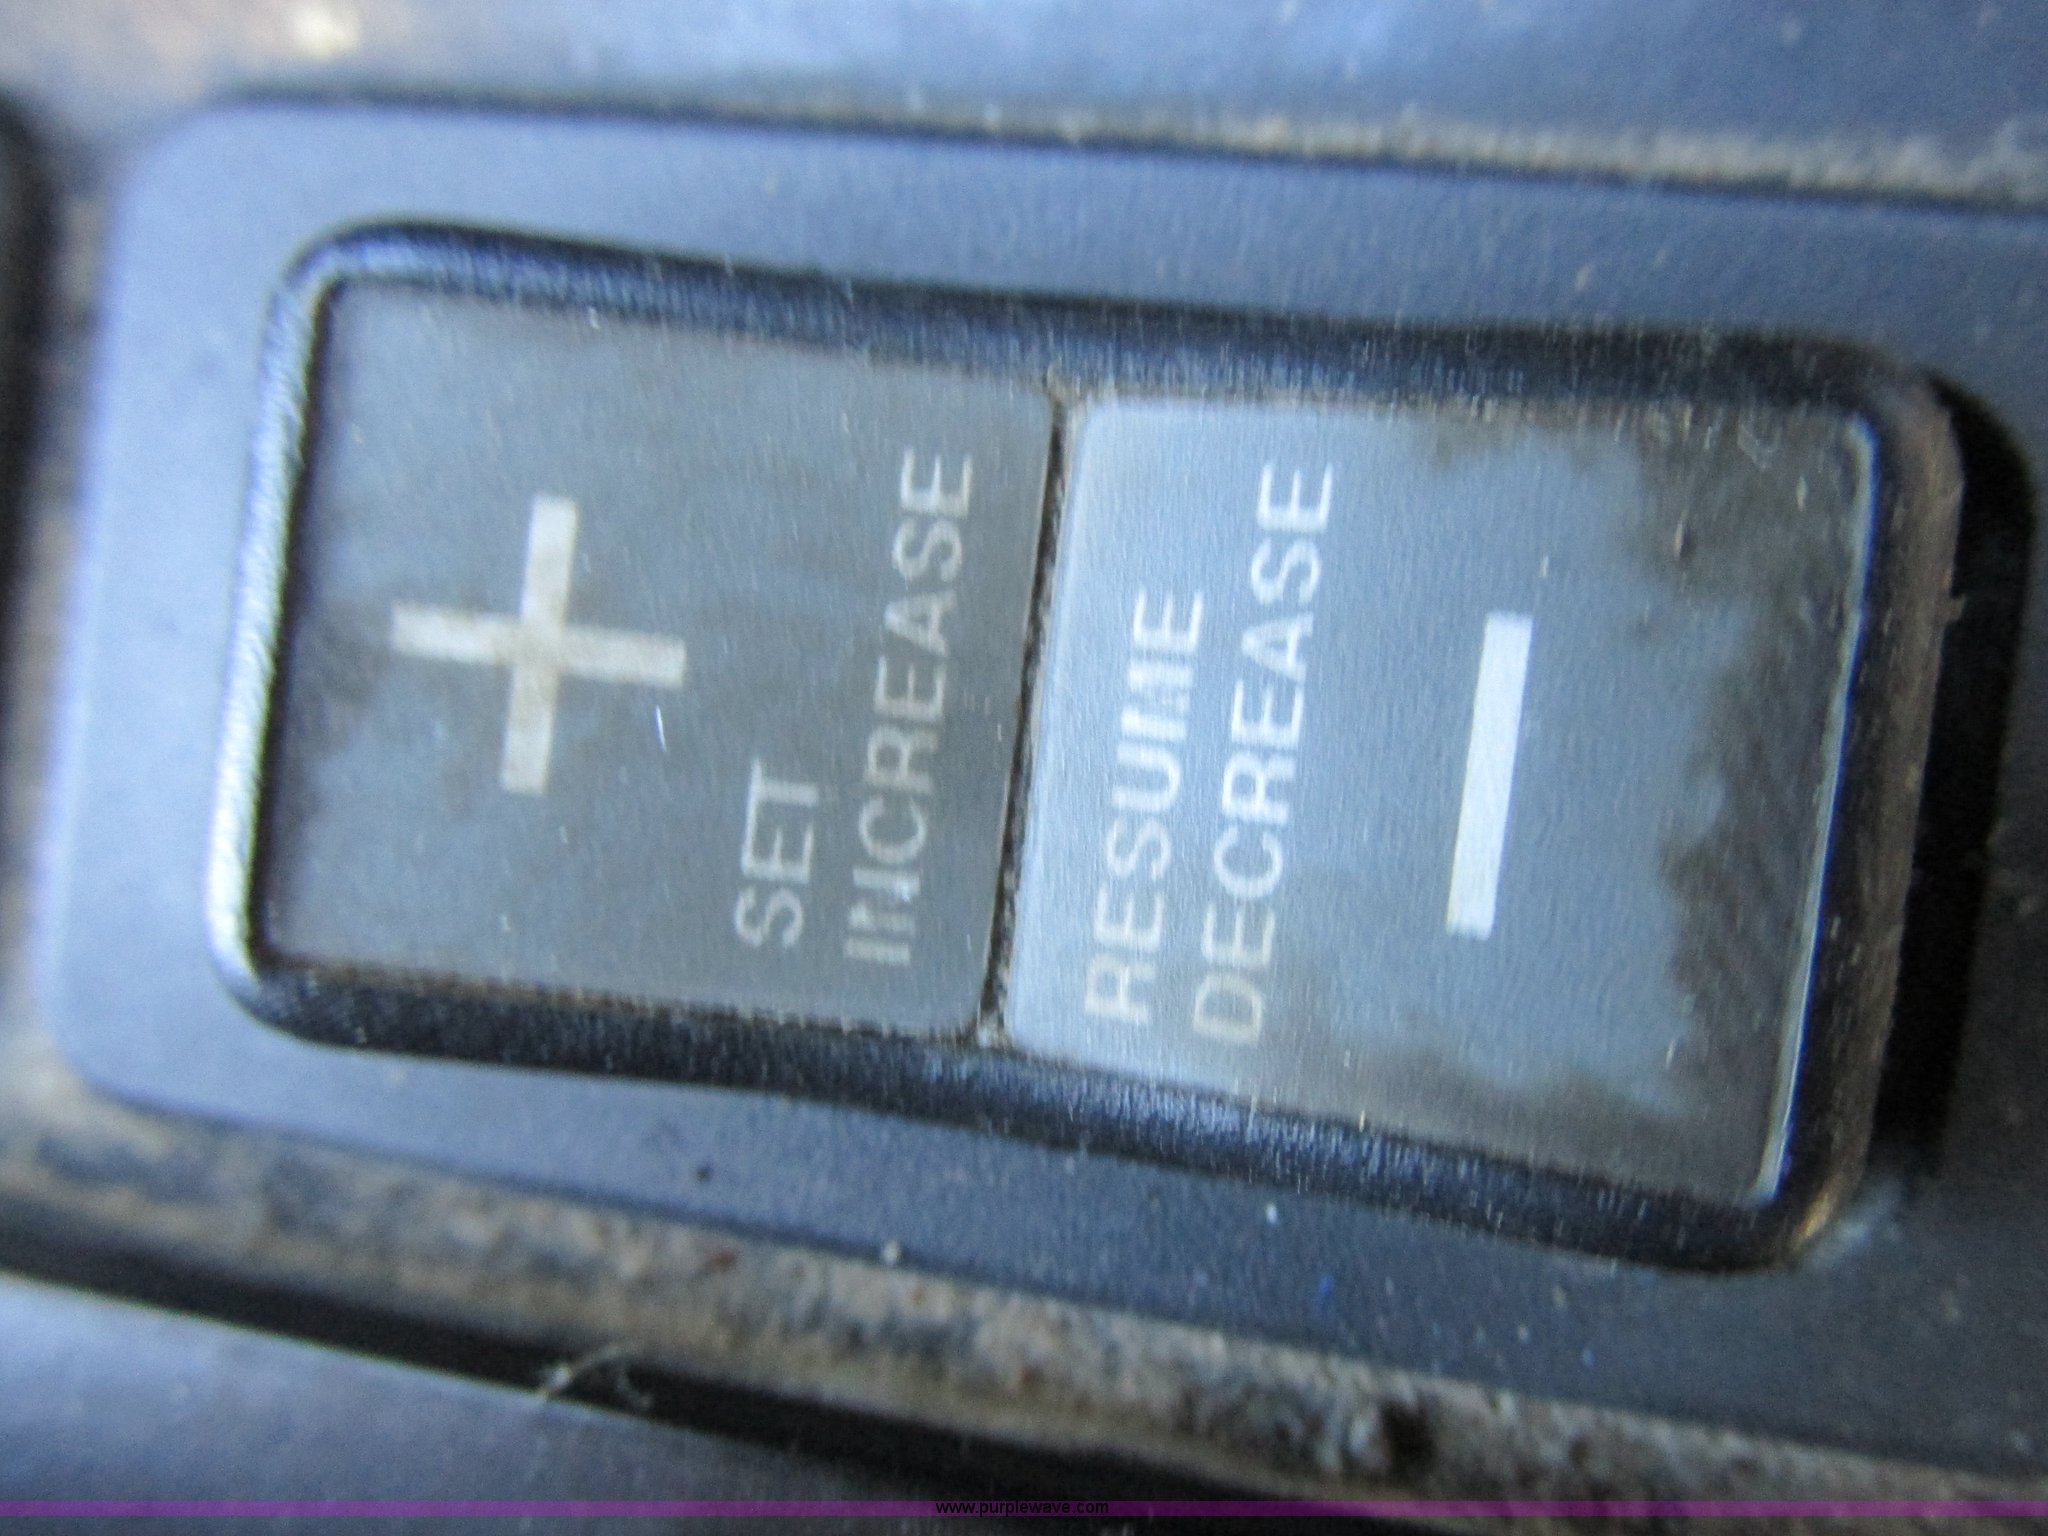 +
SET
INCREASE
RESUME
DECREASE
-
www.purplewave.com